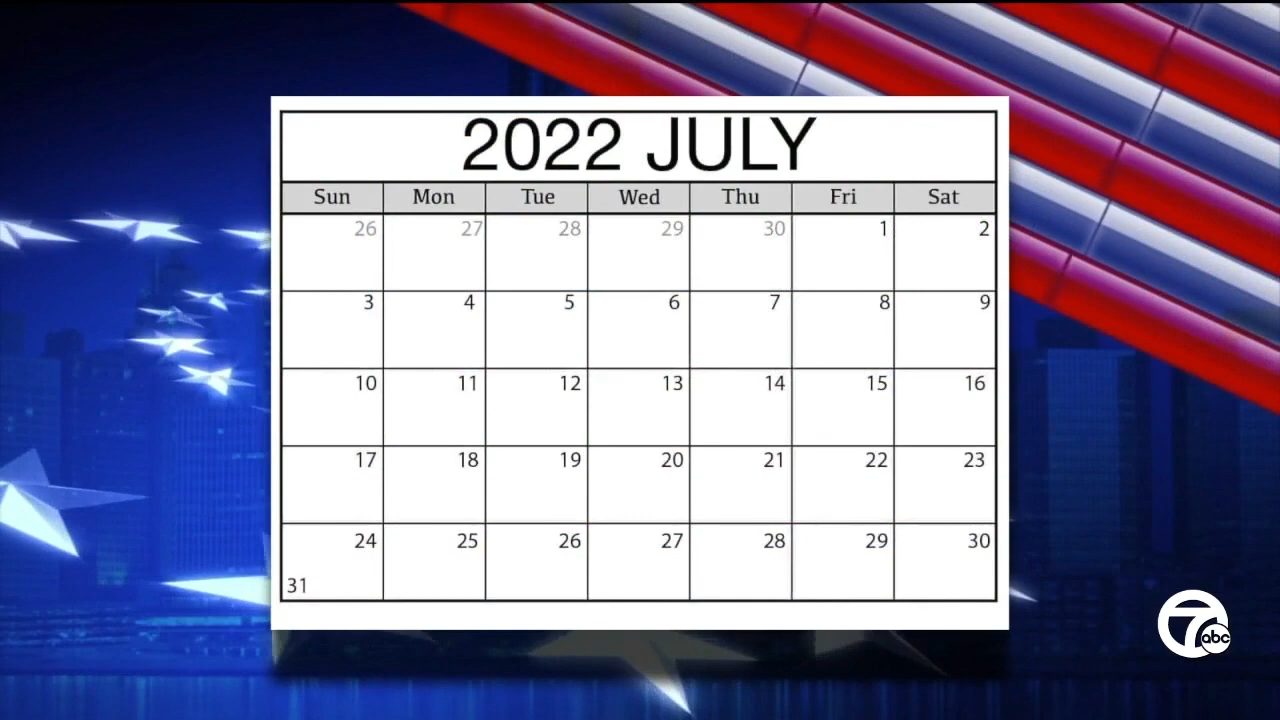 2022 JULY
Sun Mon Tue Wed Thu Fri Sat
26 27 28 29 30 1 2
3 4 5 6 7 8 9
10 11 12 13 14 15 16
17 18 19 20 21 22 23
24 25 26 27 28 29 30
31
7 abc